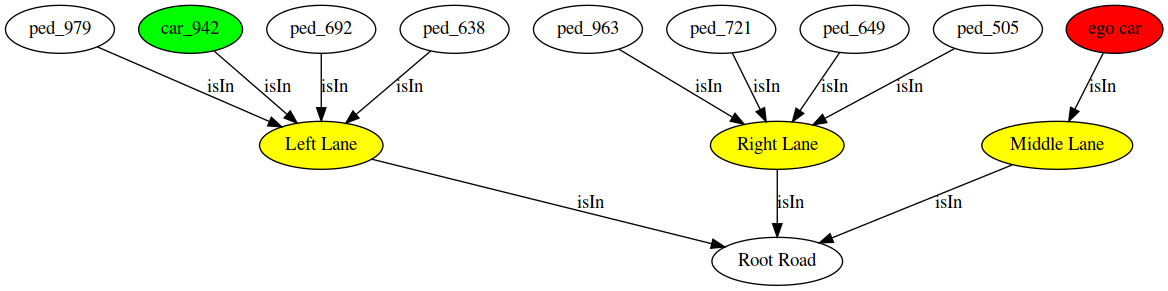 ped_979 car_942 ped_692 ped_638 ped_963 ped_721 ped_649 ped_505 ego car
isIn isIn isIn isIn isIn isIn isIn isIn isIn
Left Lane Right Lane Middle Lane
isIn isIn isIn
Root Road